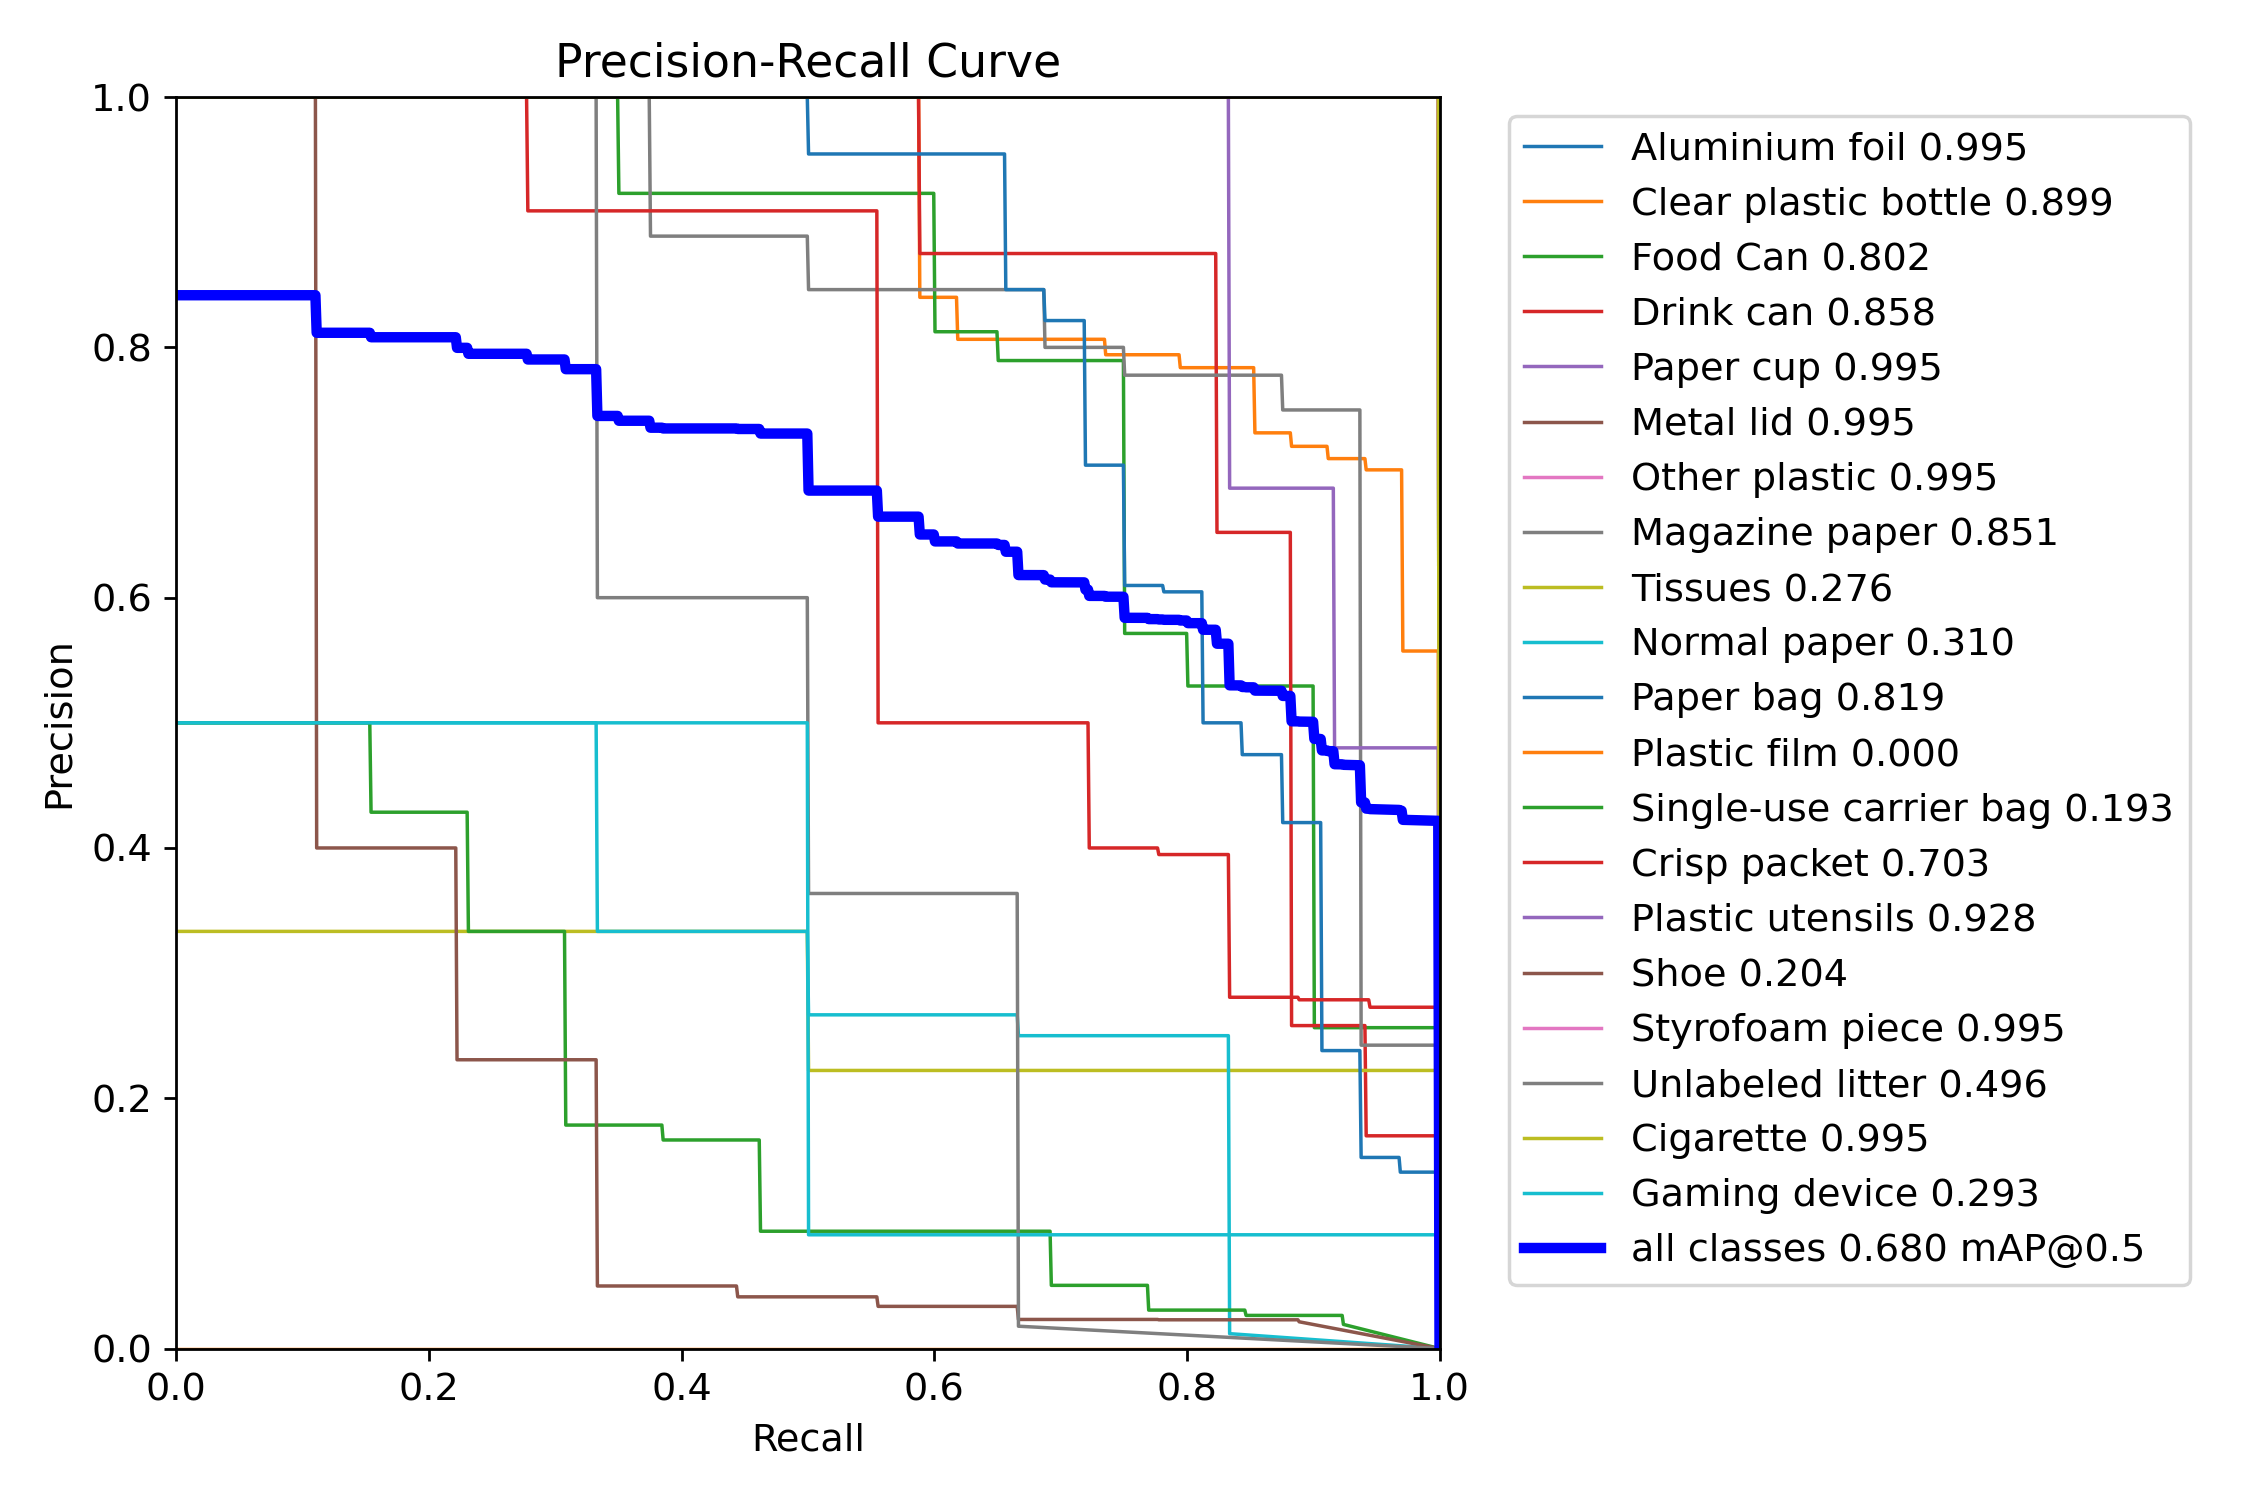 Precision-Recall Curve
1.0
0.8
0.6
0.4
0.2
0.0
Precision
0.0 0.2 0.4 0.6 0.8 1.0
Recall
Aluminium foil 0.995
Clear plastic bottle 0.899
Food Can 0.802
Drink can 0.858
Paper cup 0.995
Metal lid 0.995
Other plastic 0.995
Magazine paper 0.851
Tissues 0.276
Normal paper 0.310
Paper bag 0.819
Plastic film 0.000
Single-use carrier bag 0.193
Crisp packet 0.703
Plastic utensils 0.928
Shoe 0.204
Styrofoam piece 0.995
Unlabeled litter 0.496
Cigarette 0.995
Gaming device 0.293
all classes 0.680 mAP@0.5